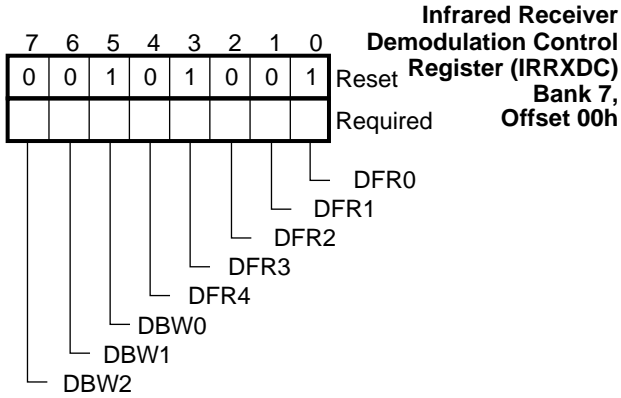 Infrared Receiver
Demodulation Control
Register (IRRXDC)
Bank 7,
Offset 00h
7 6 5 4 3 2 1 0
0 0 1 0 1 0 0 1 Reset
Required
DFR0
DFR1
DFR2
DFR3
DFR4
DBW0
DBW1
DBW2